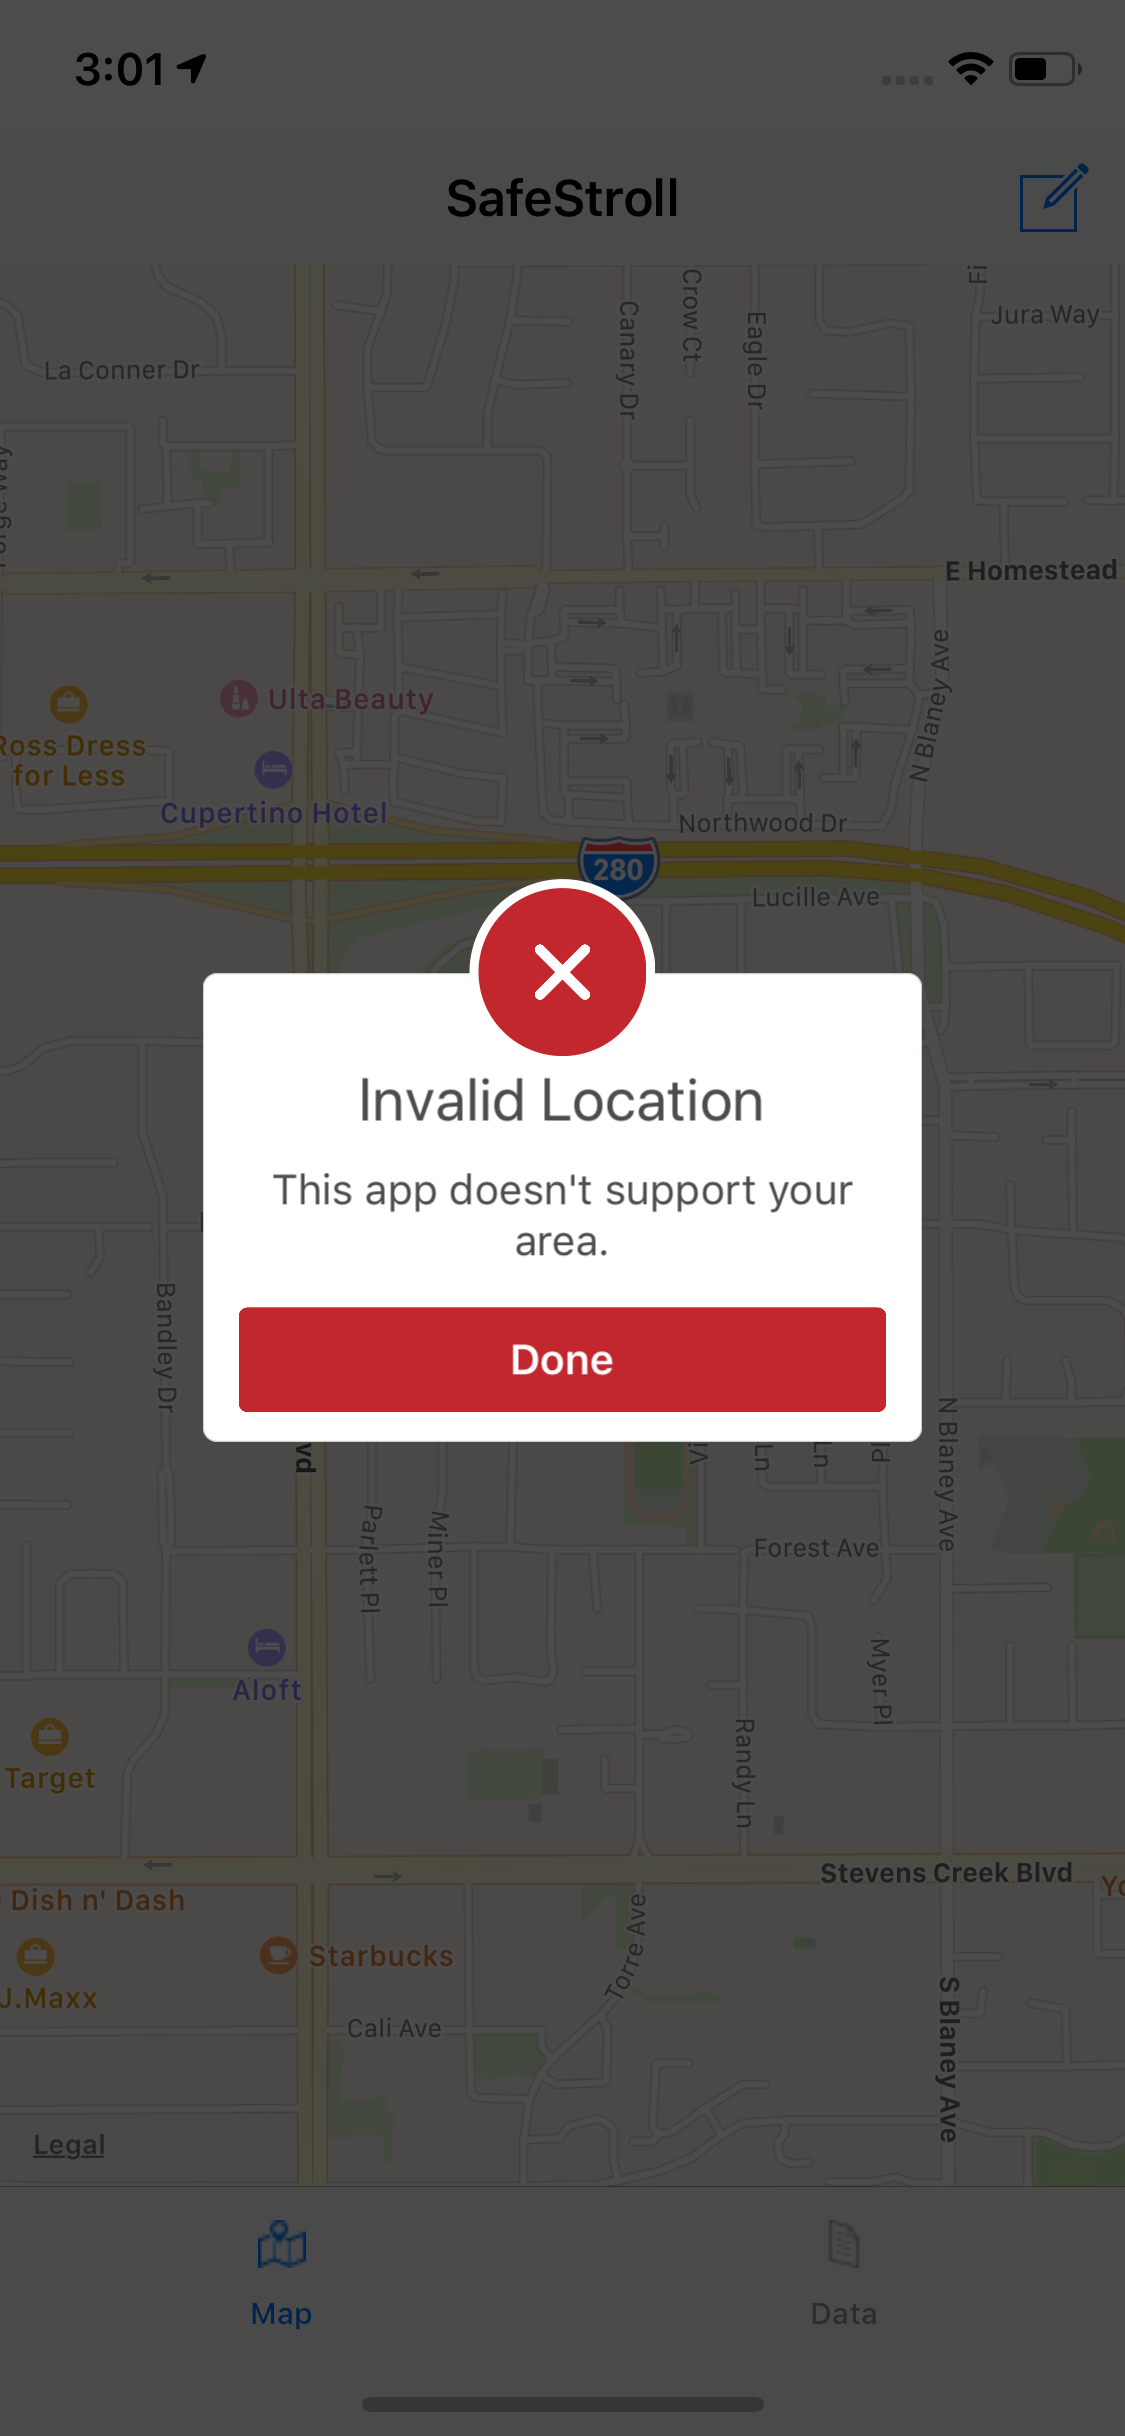 3:01
SafeStroll
Crow Ct
Canary Dr
Eagle Dr
Jura Way
La Conner Dr
E Homestead
N Blaney Ave
Ulta Beauty
Ross Dress
for Less
Cupertino Hotel
Northwood Dr
280
Lucille Ave
Invalid Location
This app doesn't support your
area.
Done
Bandley Dr
vd
Ln
Ln
N Blaney Ave
Parlett Pl
Miner Pl
Forest Ave
Aloft
Myer Pl
Target
Randy Ln
Stevens Creek Blvd
Dish n' Dash
Starbucks
J.Maxx
Torre Ave
S Blaney Ave
Cali Ave
Legal
Map
Data